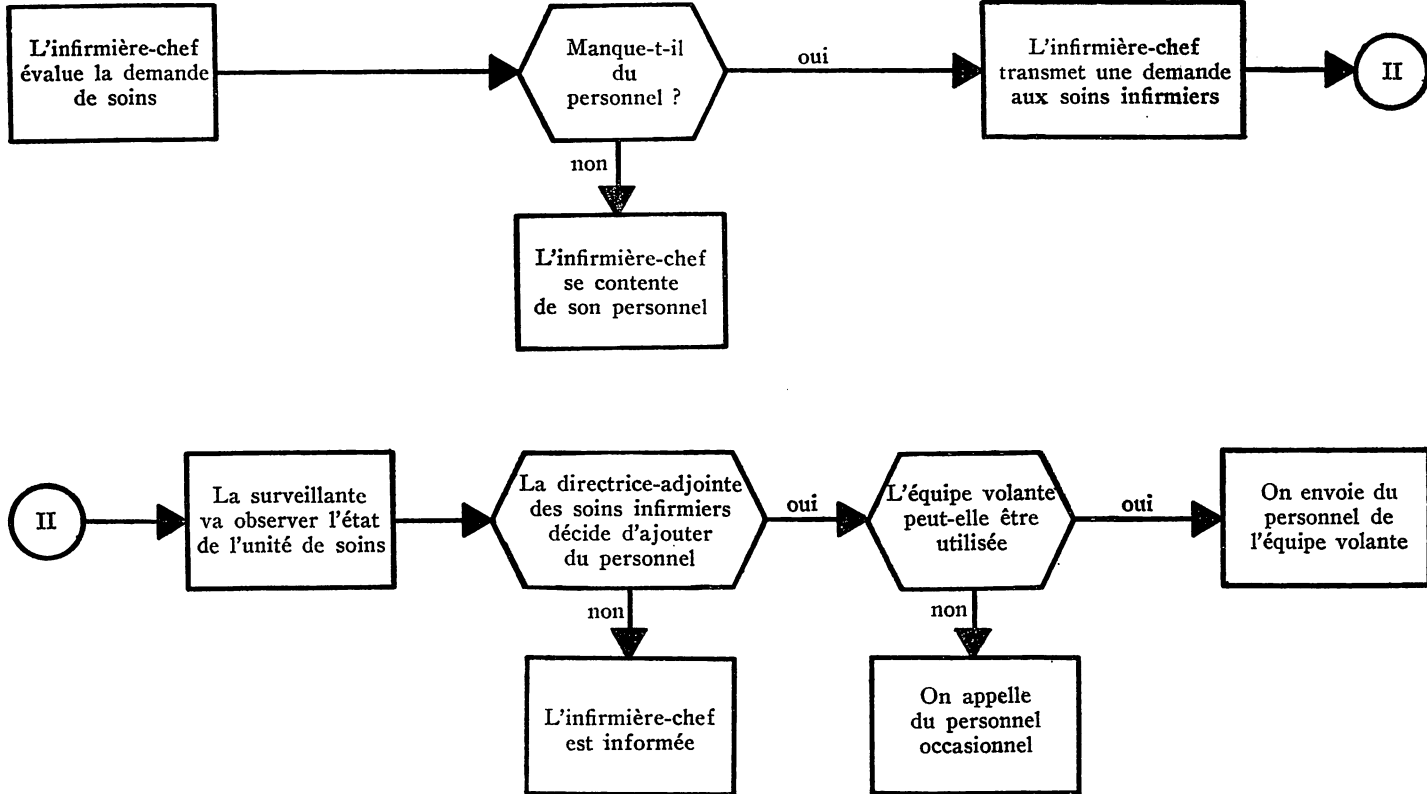 L'infirmière-chef
évalue la demande
de soins
Manque-t-il
du
personnel ?
oui
L'infirmière-chef
transmet une demande
aux soins infirmiers
II
non
L'infirmière-chef
se contente
de son personnel
II
La surveillante
va observer l'état
de l'unité de soins
La directrice-adjointe
des soins infirmiers
décide d'ajouter
du personnel
oui
L'équipe volante
peut-elle être
utilisée
oui
On envoie du
personnel de
l'équipe volante
non
L'infirmière-chef
est informée
non
On appelle
du personnel
occasionnel